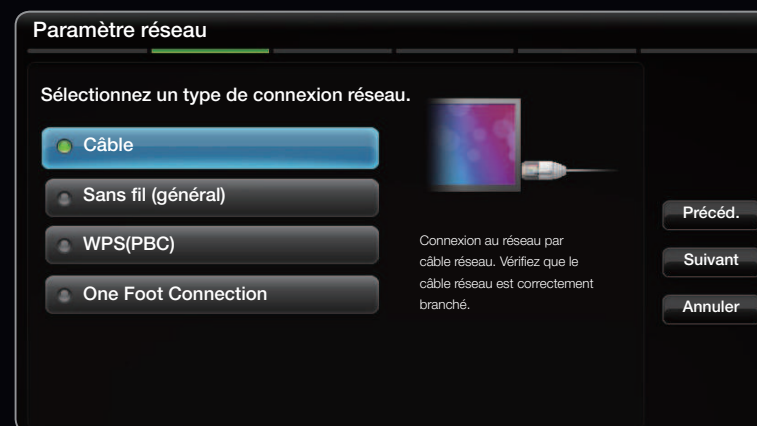 Paramètre réseau
Sélectionnez un type de connexion réseau.
Câble
Sans fil (général)
WPS(PBC)
One Foot Connection
Connexion au réseau par
câble réseau. Vérifiez que le
câble réseau est correctement
branché.
Précéd.
Suivant
Annuler